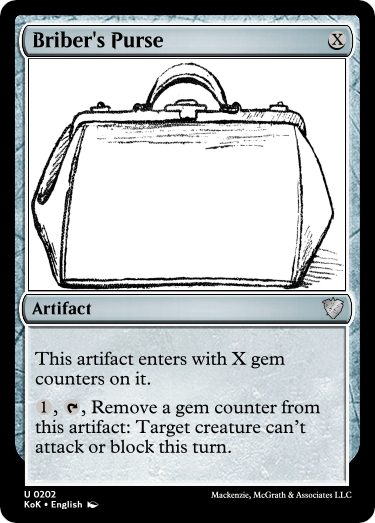 Briber's Purse X
Artifact
This artifact enters with X gem
counters on it.
1, , Remove a gem counter from
this artifact: Target creature can't
attack or block this turn.
U 0202
KoK • English
Mackenzie, McGrath & Associates LLC